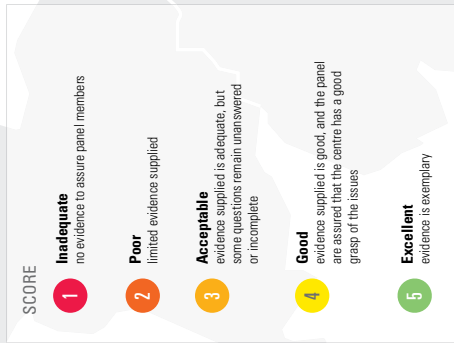 SCORE
1
Inadequate
no evidence to assure panel members
2
Poor
limited evidence supplied
3
Acceptable
evidence supplied is adequate, but
some questions remain unanswered
or incomplete
4
Good
evidence supplied is good, and the panel
are assured that the centre has a good
grasp of the issues
5
Excellent
evidence is exemplary